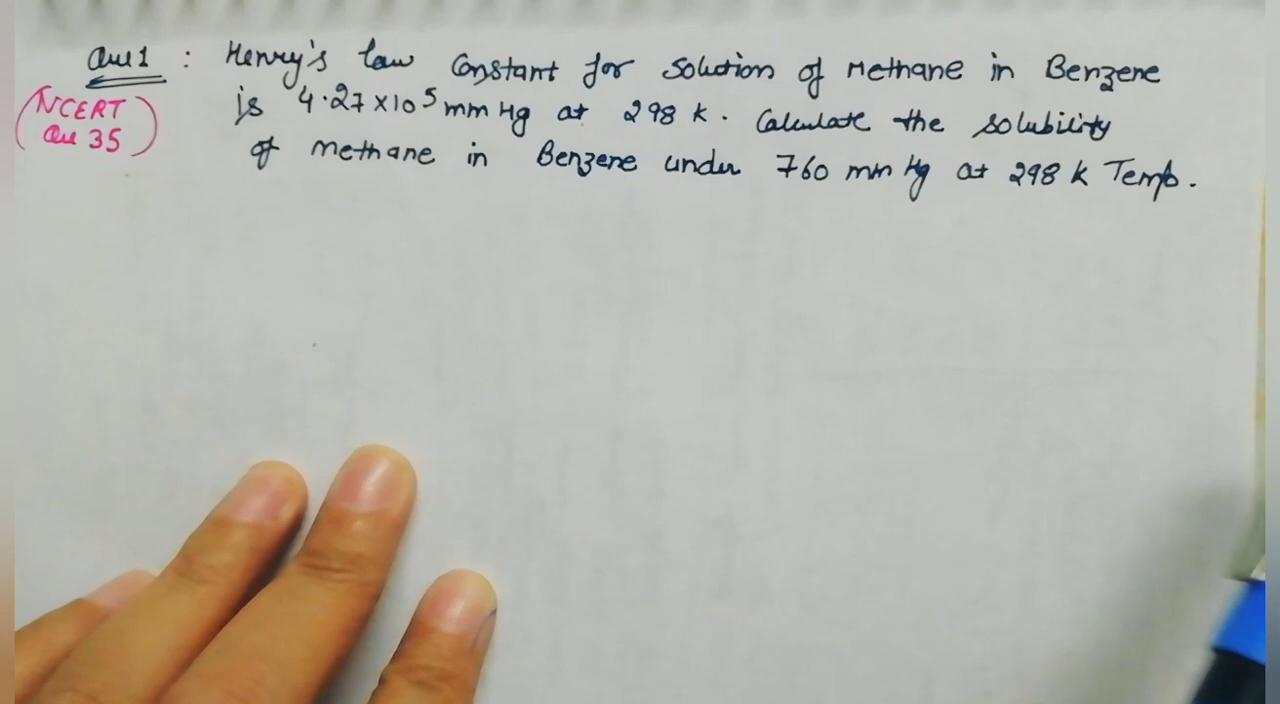 Que 1 : Henry's law Constant for Solution of Methane in Benzene
(NCERT Que 35)
is 4.27 × 10⁵ mm Hg at 298 K. Calculate the solubility
of methane in Benzene under 760 mm Hg at 298 K Temp.